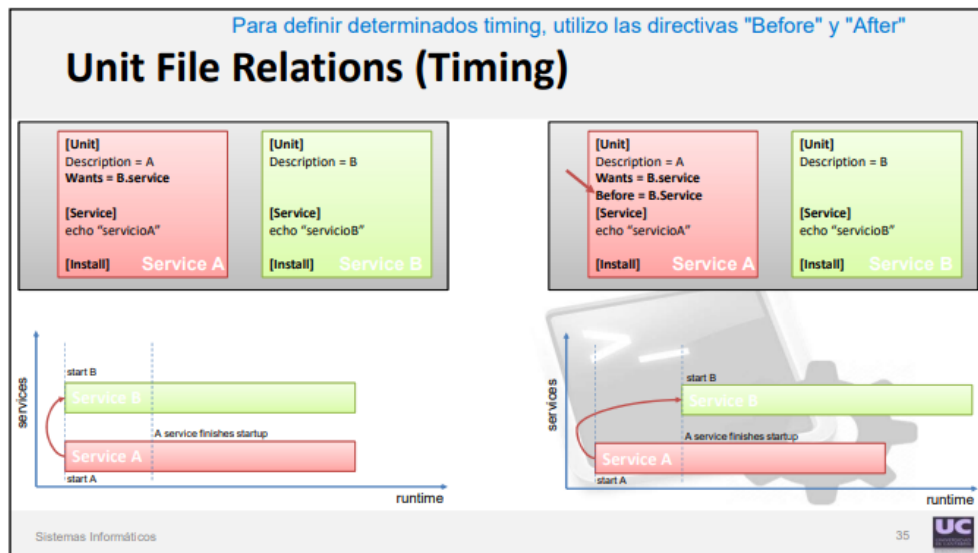 Para definir determinados timing, utilizo las directivas "Before" y "After"
Unit File Relations (Timing)
[Unit]
Description = A
Wants = B.service
[Service]
echo “servicioA”
[Install]
Service A
[Unit]
Description = B
[Service]
echo “servicioB”
[Install]
Service B
[Unit]
Description = A
Wants = B.service
Before = B.Service
[Service]
echo “servicioA”
[Install]
Service A
[Unit]
Description = B
[Service]
echo “servicioB”
[Install]
Service B
services
start B
Service B
A service finishes startup
Service A
start A
runtime
services
start B
Service B
A service finishes startup
Service A
start A
runtime
Sistemas Informáticos
35
UC